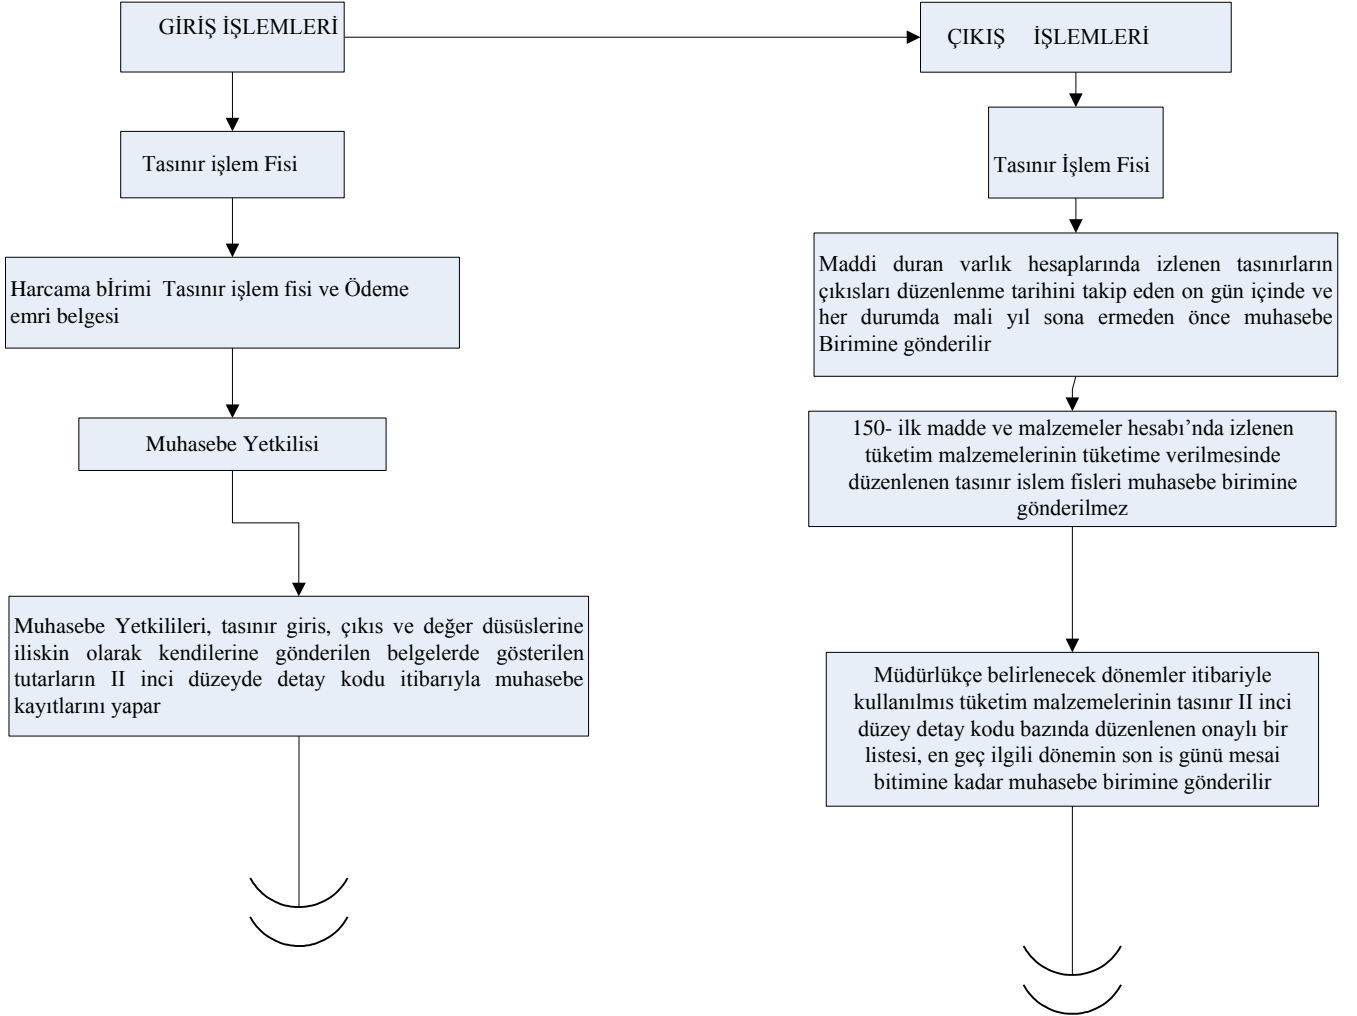 GİRİŞ İŞLEMLERİ
Tasınır işlem Fisi
Harcama bİrimi Tasınır işlem fisi ve Ödeme
emri belgesi
Muhasebe Yetkilisi
Muhasebe Yetkilileri, tasınır giris, çıkıs ve değer düsüslerine
iliskin olarak kendilerine gönderilen belgelerde gösterilen
tutarların II inci düzeyde detay kodu itibarıyla muhasebe
kayıtlarını yapar
ÇIKIŞ İŞLEMLERİ
Tasınır İşlem Fisi
Maddi duran varlık hesaplarında izlenen tasınırların
çıkısları düzenlenme tarihini takip eden on gün içinde ve
her durumda mali yıl sona ermeden önce muhasebe
Birimine gönderilir
150- ilk madde ve malzemeler hesabı’nda izlenen
tüketim malzemelerinin tüketime verilmesinde
düzenlenen tasınır islem fisleri muhasebe birimine
gönderilmez
Müdürlükçe belirlenecek dönemler itibariyle
kullanılmıs tüketim malzemelerinin tasınır II inci
düzey detay kodu bazında düzenlenen onaylı bir
listesi, en geç ilgili dönemin son is günü mesai
bitimine kadar muhasebe birimine gönderilir